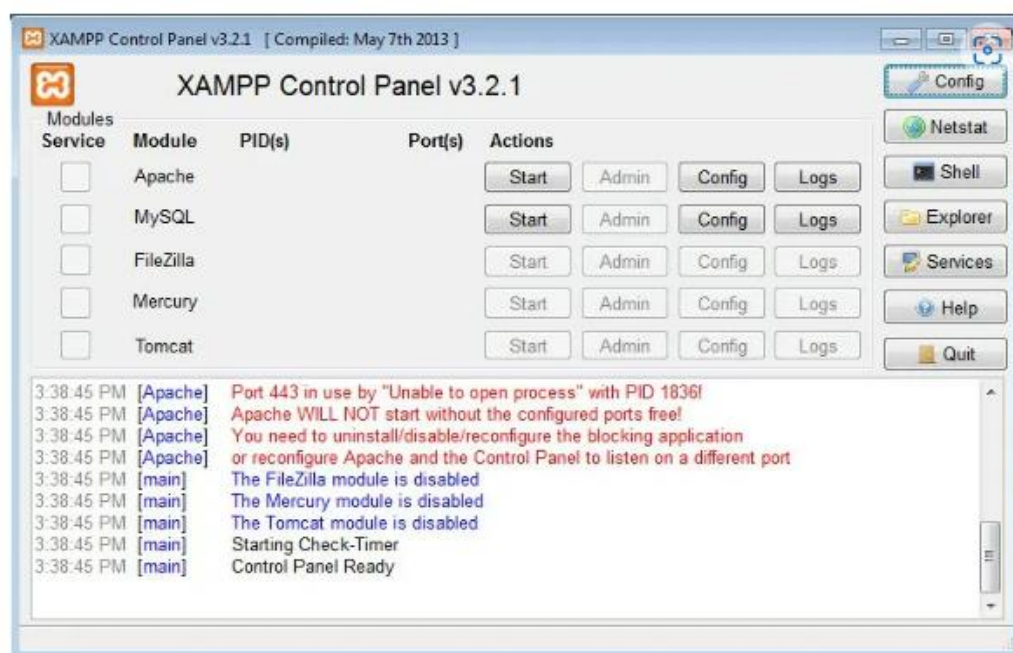 XAMPP Control Panel v3.2.1 [ Compiled: May 7th 2013 ]
XAMPP Control Panel v3.2.1
Config
Modules
Service Module PID(s) Port(s) Actions
Netstat
Apache Start Admin Config Logs
Shell
MySQL Start Admin Config Logs
Explorer
FileZilla Start Admin Config Logs
Services
Mercury Start Admin Config Logs
Help
Tomcat Start Admin Config Logs
Quit
3:38:45 PM [Apache] Port 443 in use by "Unable to open process" with PID 1836!
3:38:45 PM [Apache] Apache WILL NOT start without the configured ports free!
3:38:45 PM [Apache] You need to uninstall/disable/reconfigure the blocking application
3:38:45 PM [Apache] or reconfigure Apache and the Control Panel to listen on a different port
3:38:45 PM [main] The FileZilla module is disabled
3:38:45 PM [main] The Mercury module is disabled
3:38:45 PM [main] The Tomcat module is disabled
3:38:45 PM [main] Starting Check-Timer
3:38:45 PM [main] Control Panel Ready